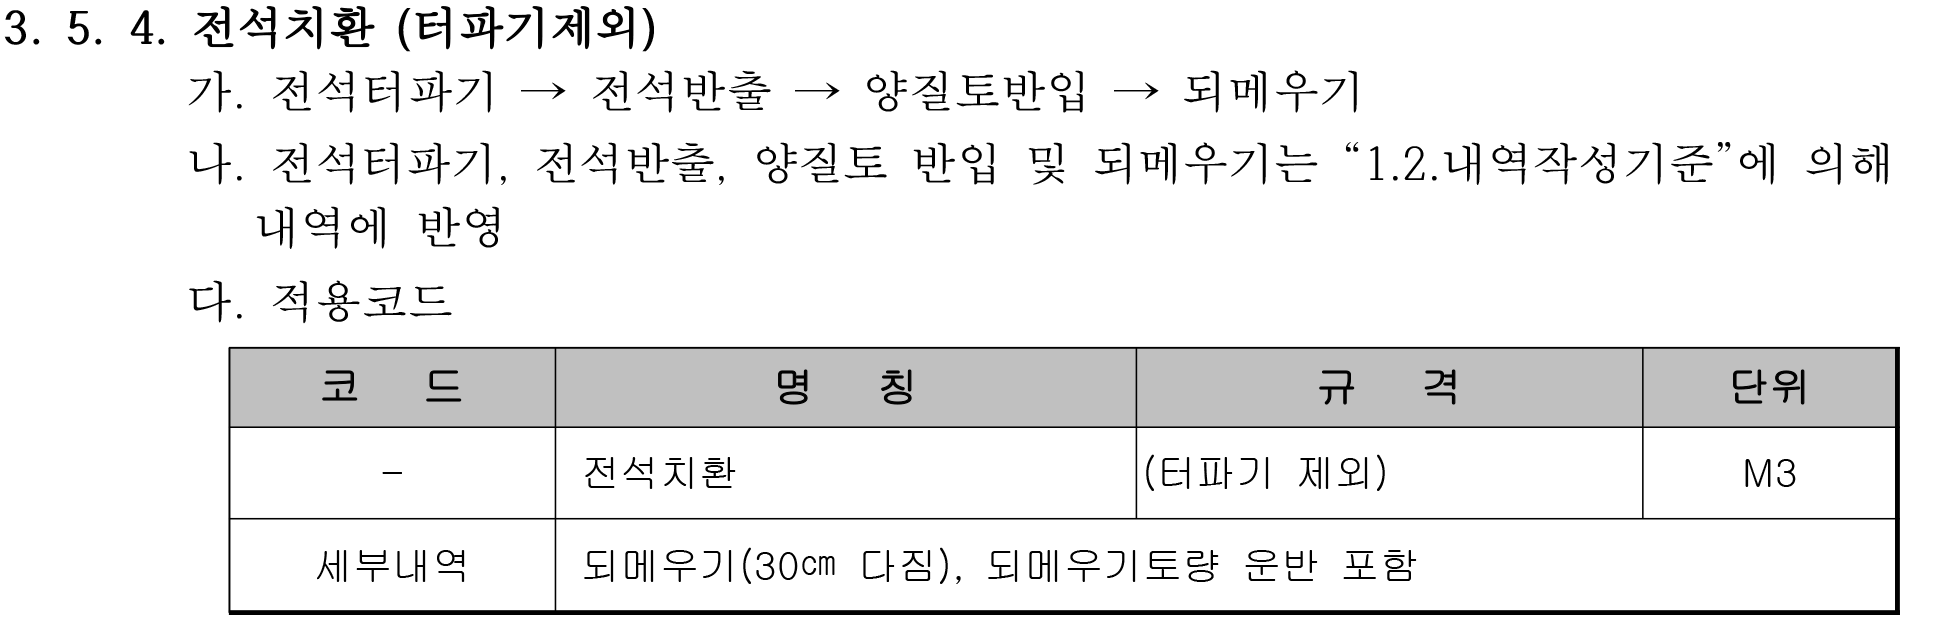 3. 5. 4. 전석치환 (터파기제외)
가. 전석터파기 → 전석반출 → 양질토반입 → 되메우기
나. 전석터파기, 전석반출, 양질토 반입 및 되메우기는 “1.2.내역작성기준”에 의해
내역에 반영
다. 적용코드
코 드 명 칭 규 격 단위
- 전석치환 (터파기 제외) M3
세부내역 되메우기(30㎝ 다짐), 되메우기토량 운반 포함